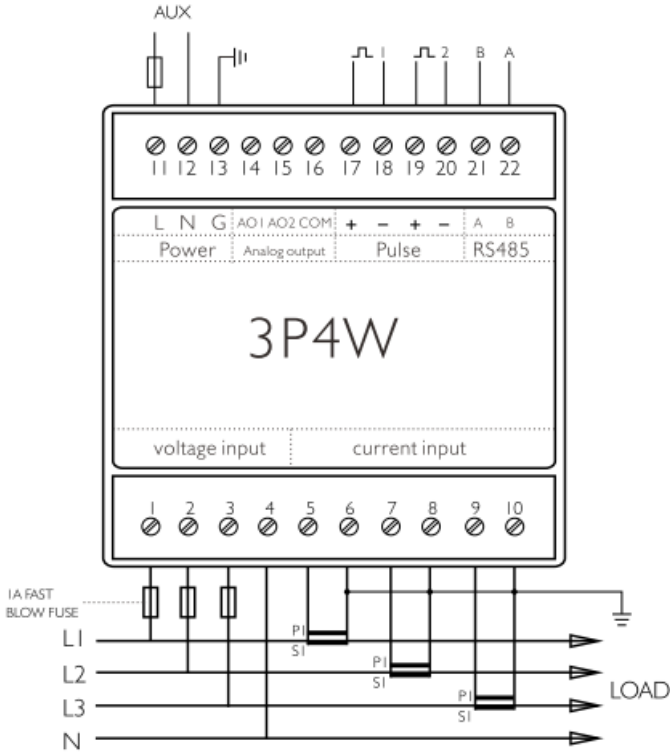 AUX
1 2 B A
11 12 13 14 15 16 17 18 19 20 21 22
L N G AO1 AO2 COM + − + − A B
Power Analog output Pulse RS485
3P4W
voltage input current input
1 2 3 4 5 6 7 8 9 10
1A FAST
BLOW FUSE
L1 P1
S1
L2 P1
S1
L3 P1
S1
LOAD
N